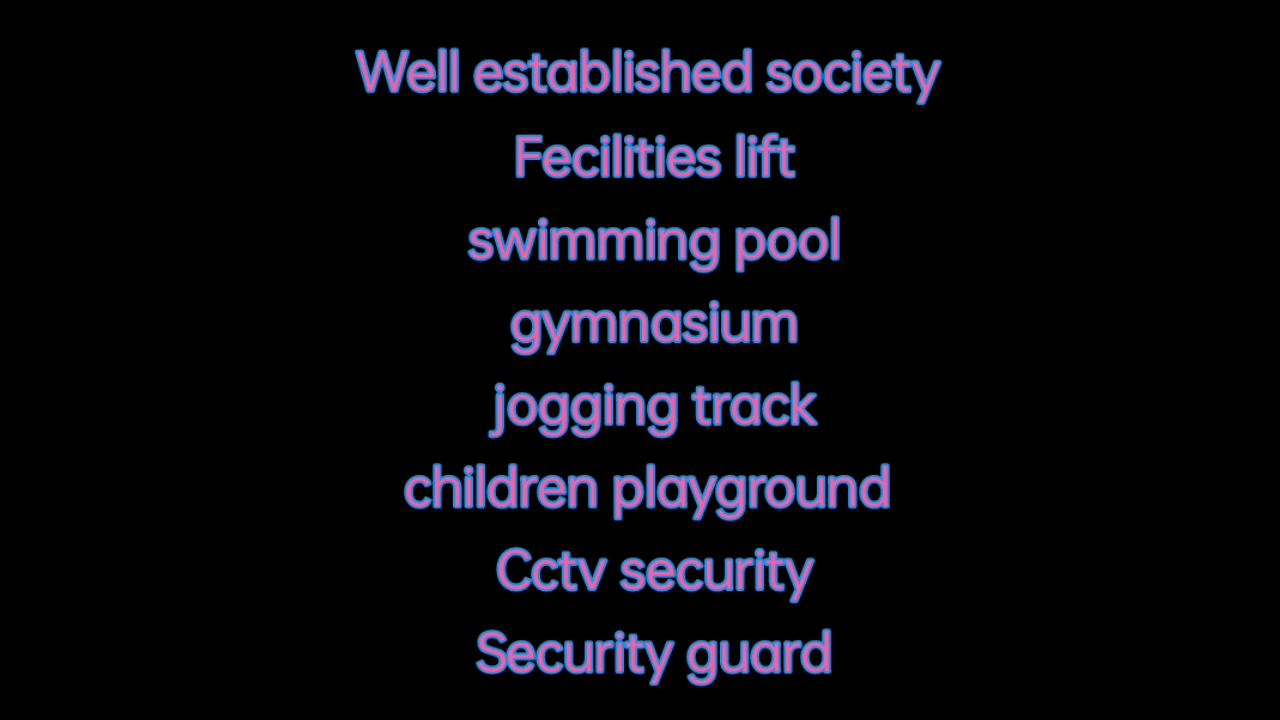 Well established society
Fecilities lift
swimming pool
gymnasium
jogging track
children playground
Cctv security
Security guard